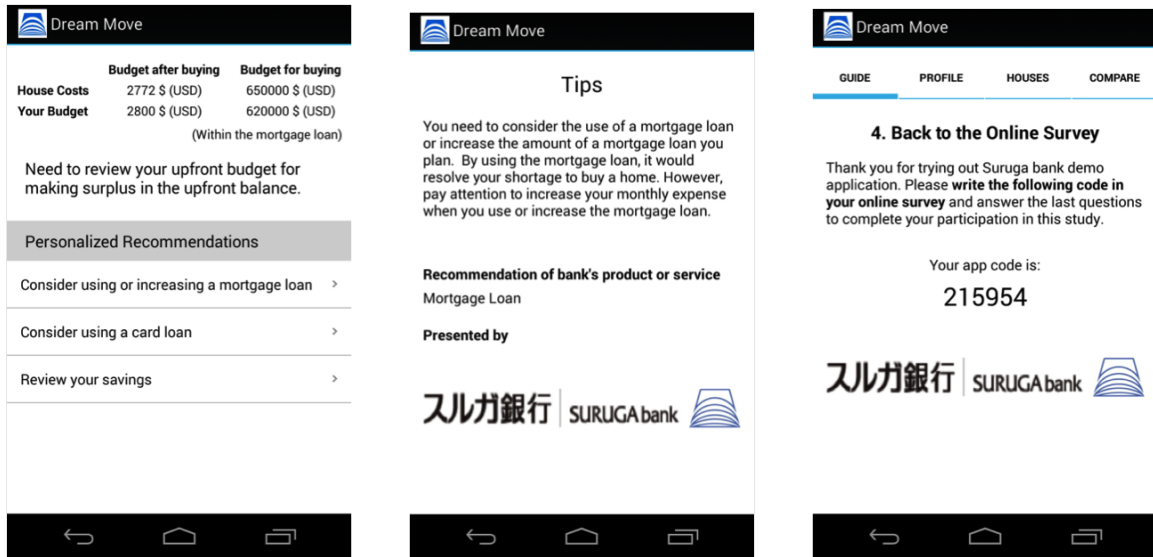 Dream Move
Budget after buying Budget for buying
House Costs 2772 $ (USD) 650000 $ (USD)
Your Budget 2800 $ (USD) 620000 $ (USD)
(Within the mortgage loan)
Need to review your upfront budget for
making surplus in the upfront balance.
Personalized Recommendations
Consider using or increasing a mortgage loan
Consider using a card loan
Review your savings
Dream Move
Tips
You need to consider the use of a mortgage loan
or increase the amount of a mortgage loan you
plan. By using the mortgage loan, it would
resolve your shortage to buy a home. However,
pay attention to increase your monthly expense
when you use or increase the mortgage loan.
Recommendation of bank's product or service
Mortgage Loan
Presented by
スルガ銀行 SURUGA bank
Dream Move
GUIDE PROFILE HOUSES COMPARE
4. Back to the Online Survey
Thank you for trying out Suruga bank demo
application. Please write the following code in
your online survey and answer the last questions
to complete your participation in this study.
Your app code is:
215954
スルガ銀行 SURUGA bank